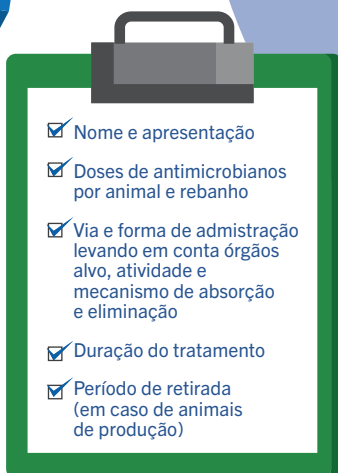 Nome e apresentação
Doses de antimicrobianos
por animal e rebanho
Via e forma de admistração
levando em conta órgãos
alvo, atividade e
mecanismo de absorção
e eliminação
Duração do tratamento
Período de retirada
(em caso de animais
de produção)